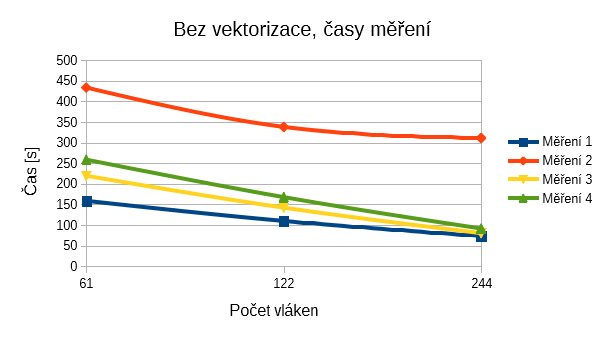 Bez vektorizace, časy měření
500
450
400
350
300
250
200
150
100
50
0
Čas [s]
61
122
244
Počet vláken
Měření 1
Měření 2
Měření 3
Měření 4